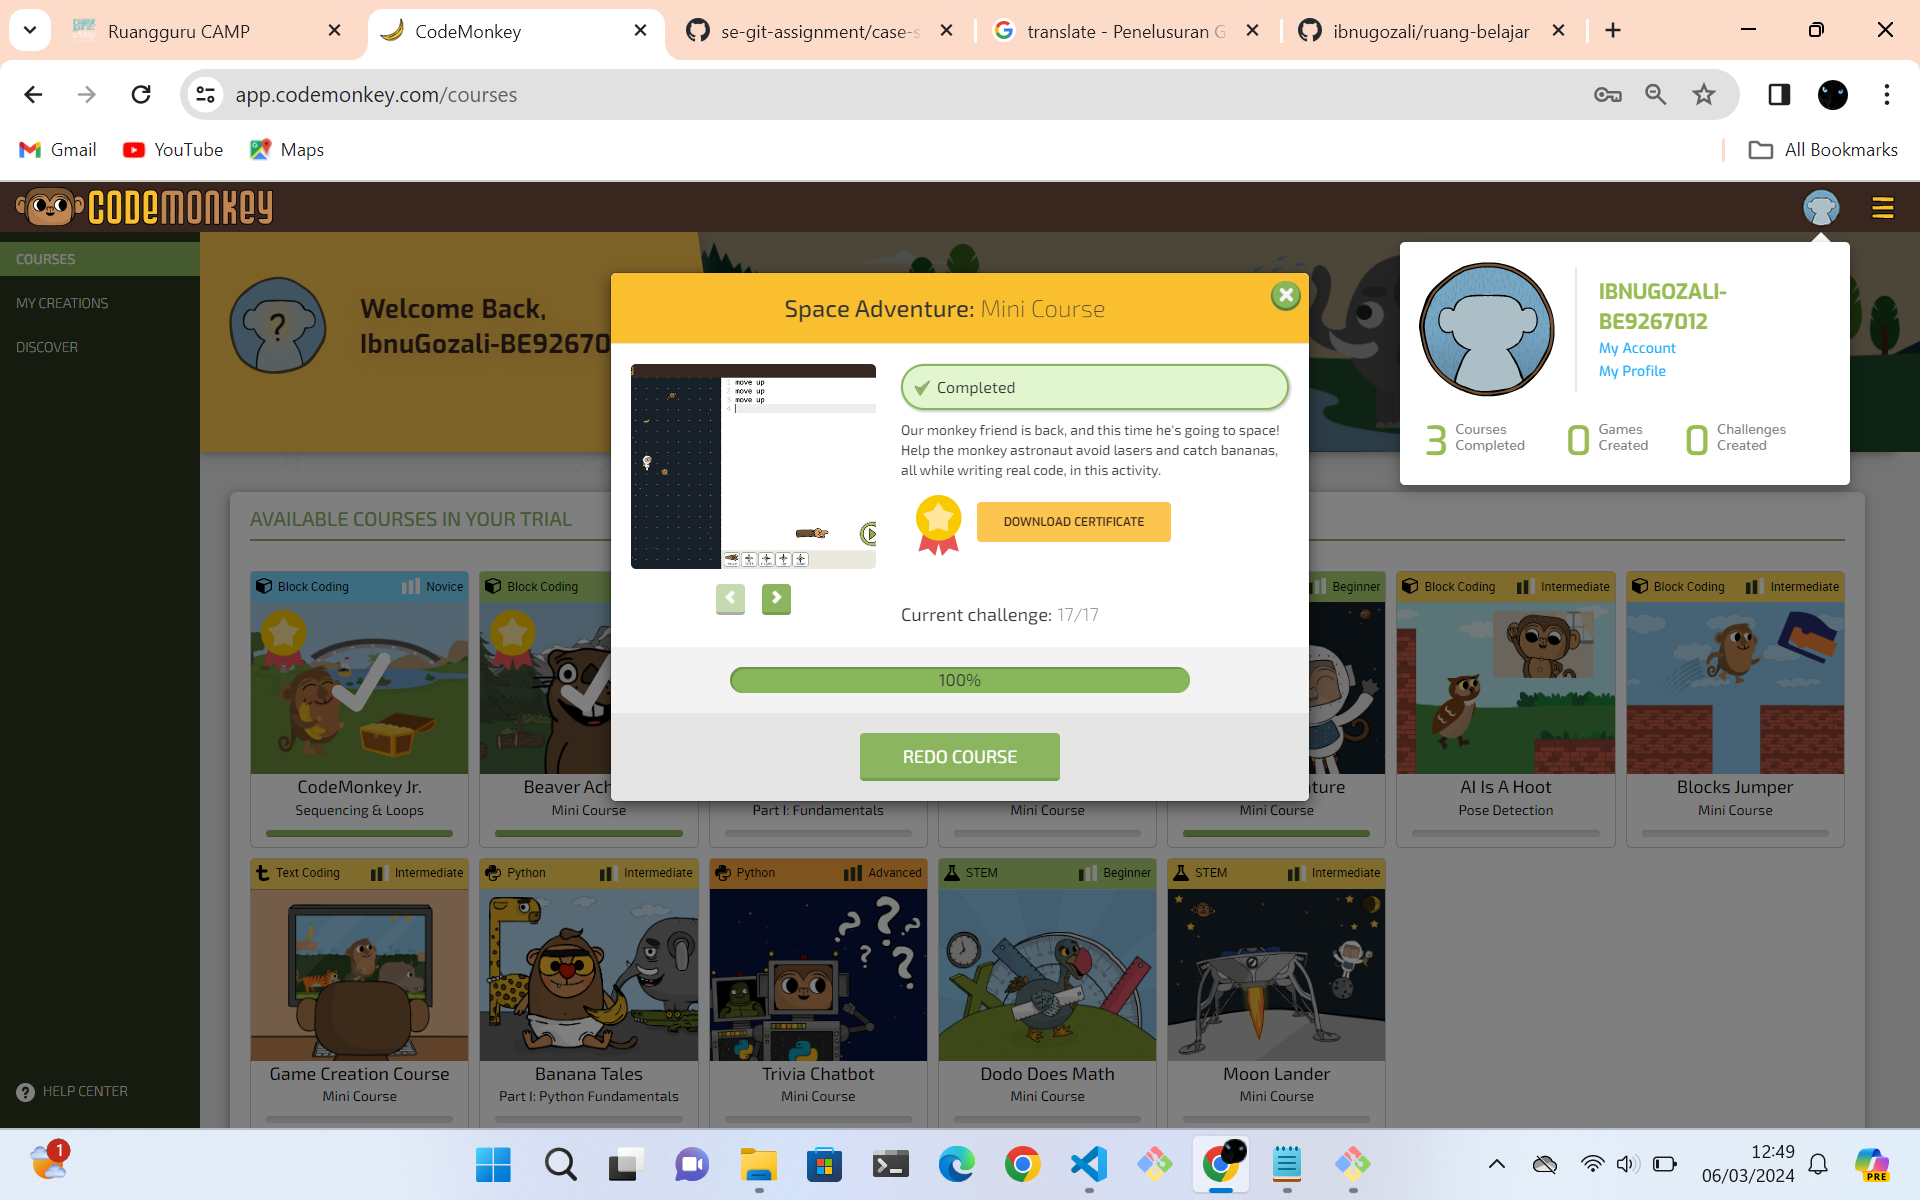 Ruangguru CAMP
CodeMonkey
se-git-assignment/case-s
translate - Penelusuran G
ibnugozali/ruang-belajar
app.codemonkey.com/courses
Gmail
YouTube
Maps
All Bookmarks
CODEMONKEY
COURSES
MY CREATIONS
DISCOVER
HELP CENTER
?
Welcome Back,
IbnuGozali-BE92670
IBNUGOZALI-
BE9267012
My Account
My Profile
3 Courses Completed
0 Games Created
0 Challenges Created
Space Adventure: Mini Course
1 move up
2 move up
3 move up
4
Completed
Our monkey friend is back, and this time he's going to space!
Help the monkey astronaut avoid lasers and catch bananas,
all while writing real code, in this activity.
DOWNLOAD CERTIFICATE
Current challenge: 17/17
100%
REDO COURSE
AVAILABLE COURSES IN YOUR TRIAL
Block Coding Novice
CodeMonkey Jr.
Sequencing & Loops
Block Coding
Beaver Ach
Mini Course
Part I: Fundamentals
Mini Course
Beginner
ture
Mini Course
Block Coding Intermediate
AI Is A Hoot
Pose Detection
Block Coding Intermediate
Blocks Jumper
Mini Course
Text Coding Intermediate
Game Creation Course
Mini Course
Python Intermediate
Banana Tales
Part I: Python Fundamentals
Python Advanced
? ? ? ? ?
Trivia Chatbot
Mini Course
STEM Beginner
Dodo Does Math
Mini Course
STEM Intermediate
Moon Lander
Mini Course
1
12:49
06/03/2024
PRE